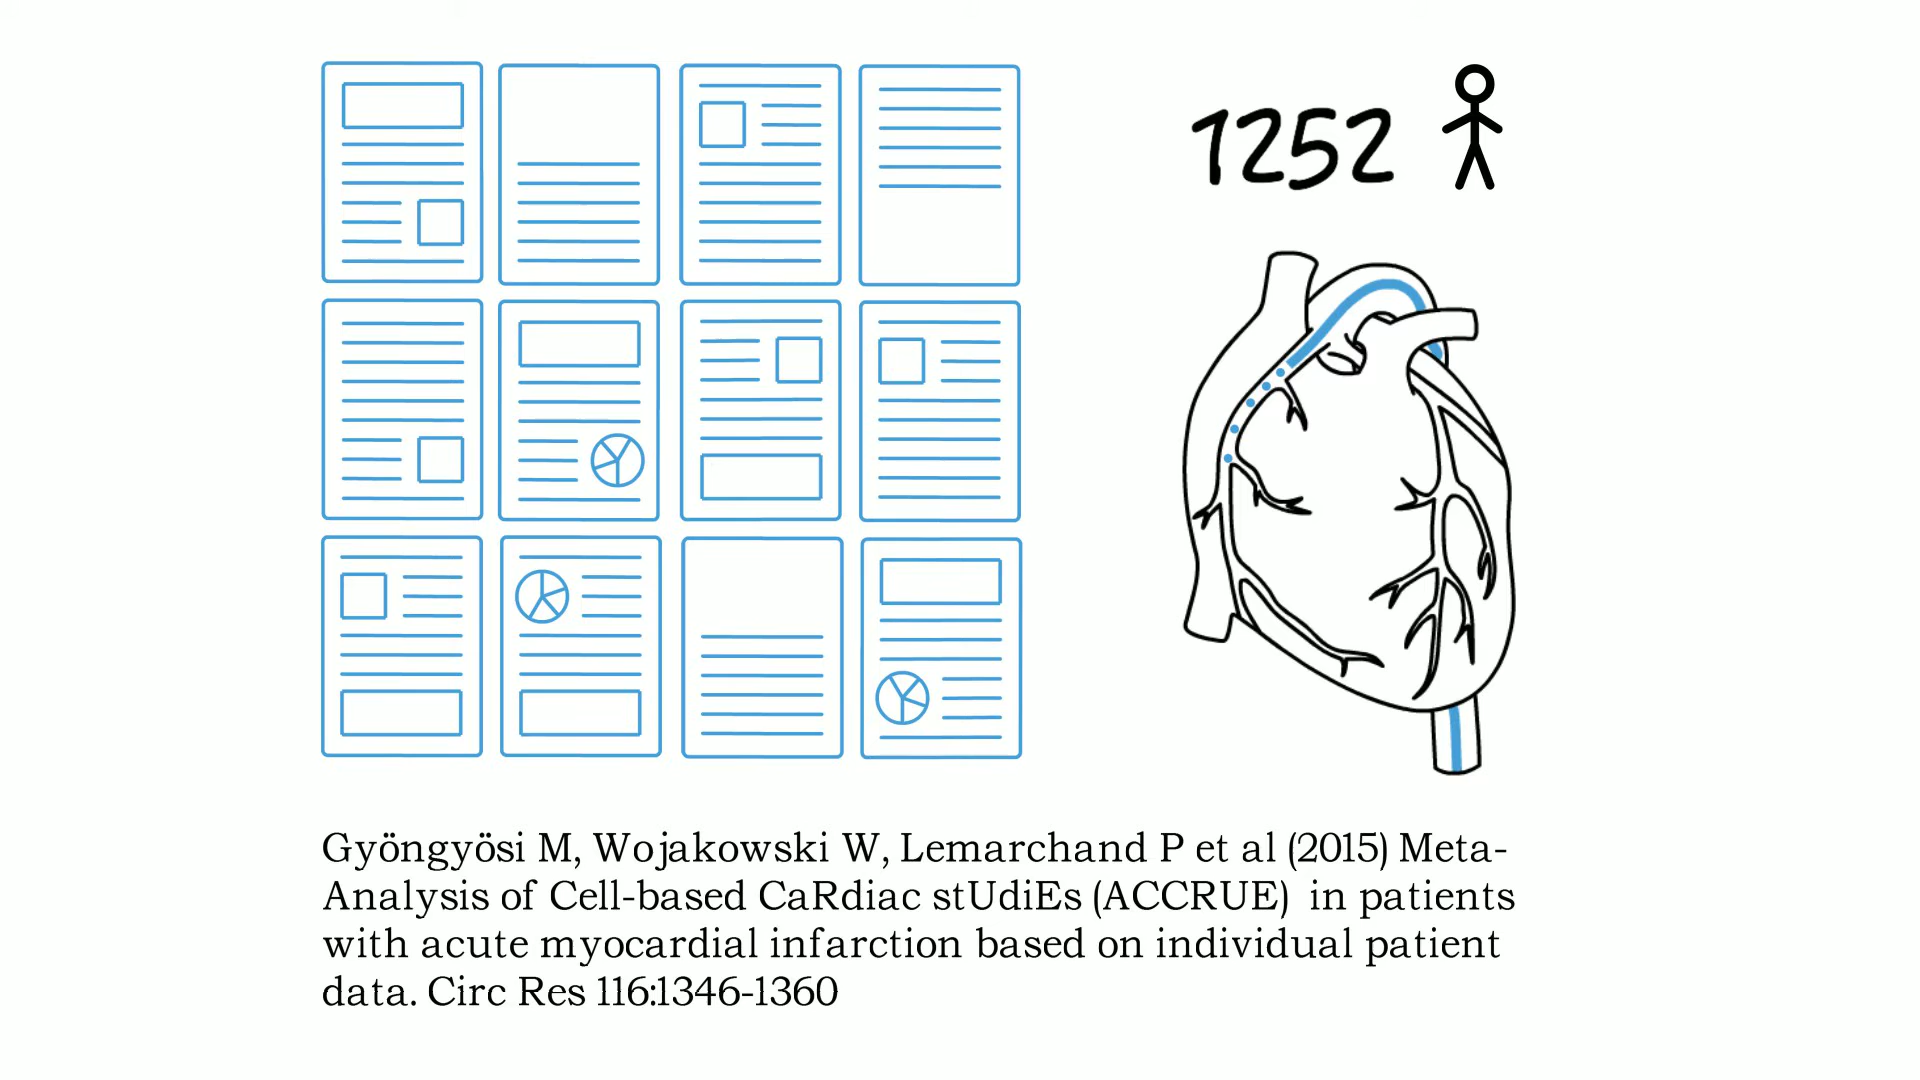 1252
Gyöngyösi M, Wojakowski W, Lemarchand P et al (2015) Meta-
Analysis of Cell-based CaRdiac stUdiEs (ACCRUE)  in patients
with acute myocardial infarction based on individual patient
data. Circ Res 116:1346-1360